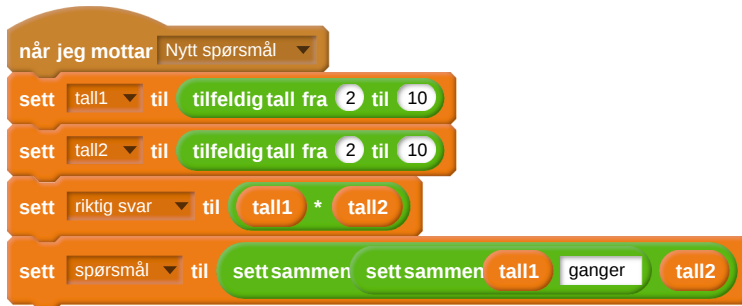 når jeg mottar Nytt spørsmål
sett tall1 til tilfeldig tall fra 2 til 10
sett tall2 til tilfeldig tall fra 2 til 10
sett riktig svar til tall1 * tall2
sett spørsmål til sett sammen sett sammen tall1 ganger tall2